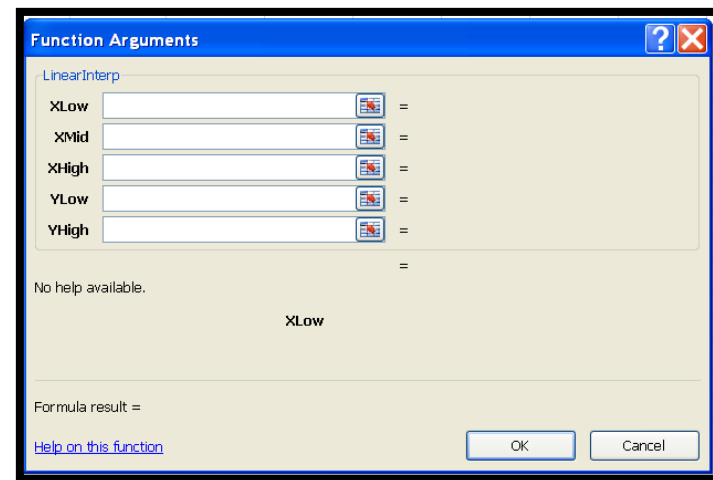 Function Arguments
LinearInterp
XLow =
XMid =
XHigh =
YLow =
YHigh =
=
No help available.
XLow
Formula result =
Help on this function
OK Cancel